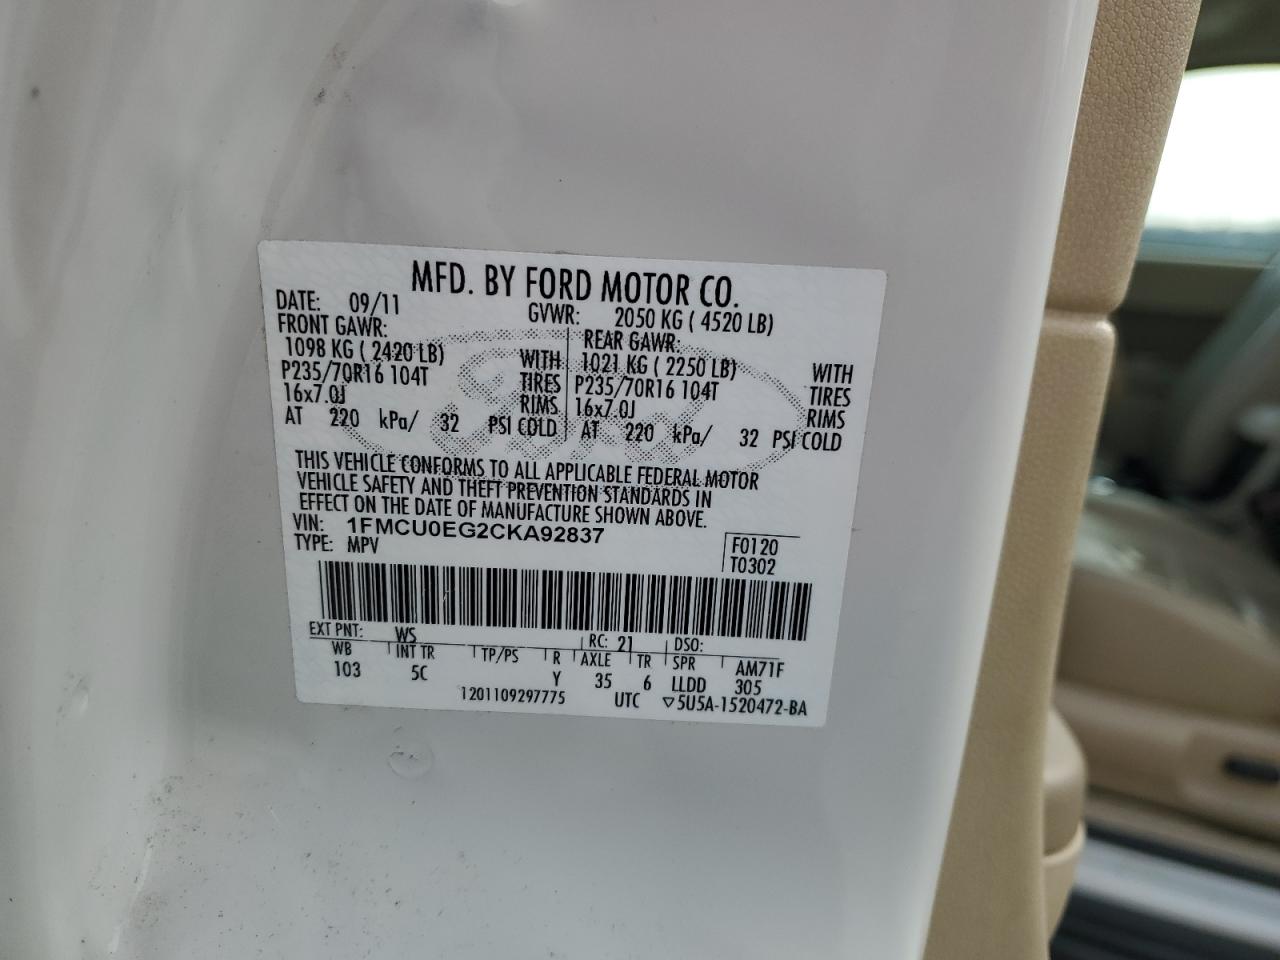 MFD. BY FORD MOTOR CO.
DATE: 09/11 GVWR: 2050 KG ( 4520 LB)
FRONT GAWR: REAR GAWR:
1098 KG ( 2420 LB) WITH 1021 KG ( 2250 LB) WITH
P235/70R16 104T TIRES P235/70R16 104T TIRES
16x7.0J RIMS 16x7.0J RIMS
AT 220 kPa/ 32 PSI COLD AT 220 kPa/ 32 PSI COLD
THIS VEHICLE CONFORMS TO ALL APPLICABLE FEDERAL MOTOR
VEHICLE SAFETY AND THEFT PREVENTION STANDARDS IN
EFFECT ON THE DATE OF MANUFACTURE SHOWN ABOVE.
VIN: 1FMCU0EG2CKA92837
TYPE: MPV
F0120
T0302
EXT PNT: WS RC: 21 DSO:
WB INT TR TP/PS R AXLE TR SPR AM71F
103 5C Y 35 6 LLDD 305
1201109297775 UTC ▽5U5A-1520472-BA
Ford